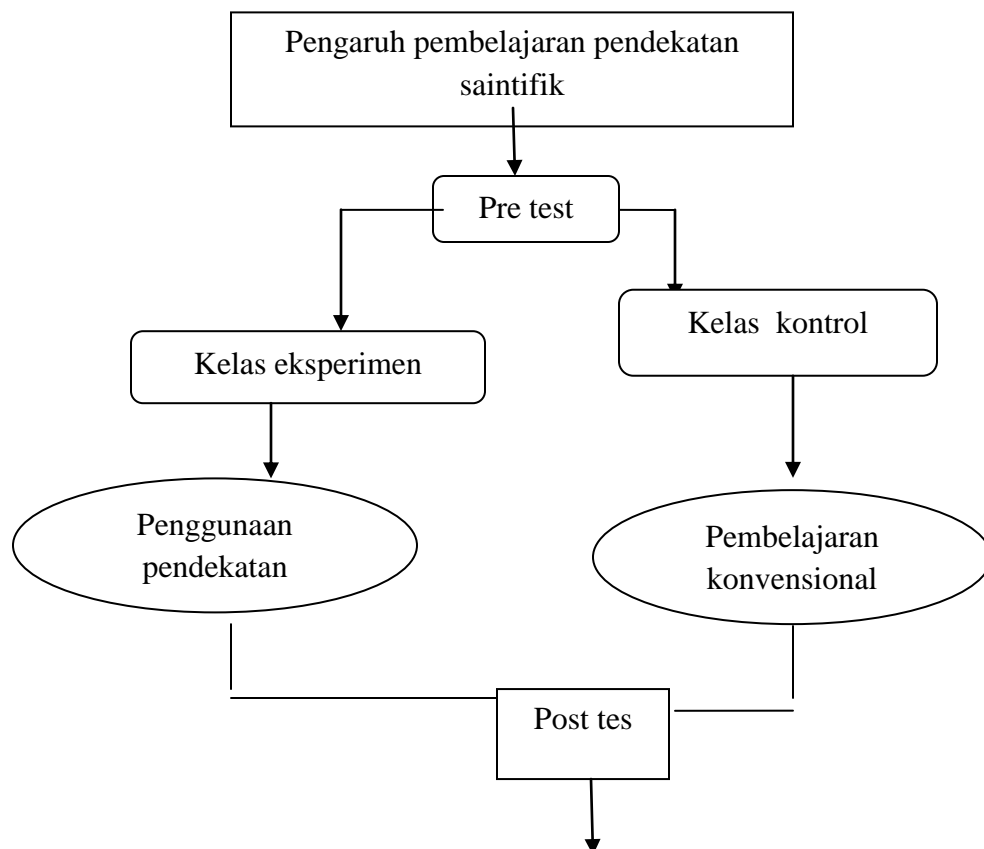 Pengaruh pembelajaran pendekatan
saintifik
Pre test
Kelas eksperimen
Kelas kontrol
Penggunaan
pendekatan
Pembelajaran
konvensional
Post tes